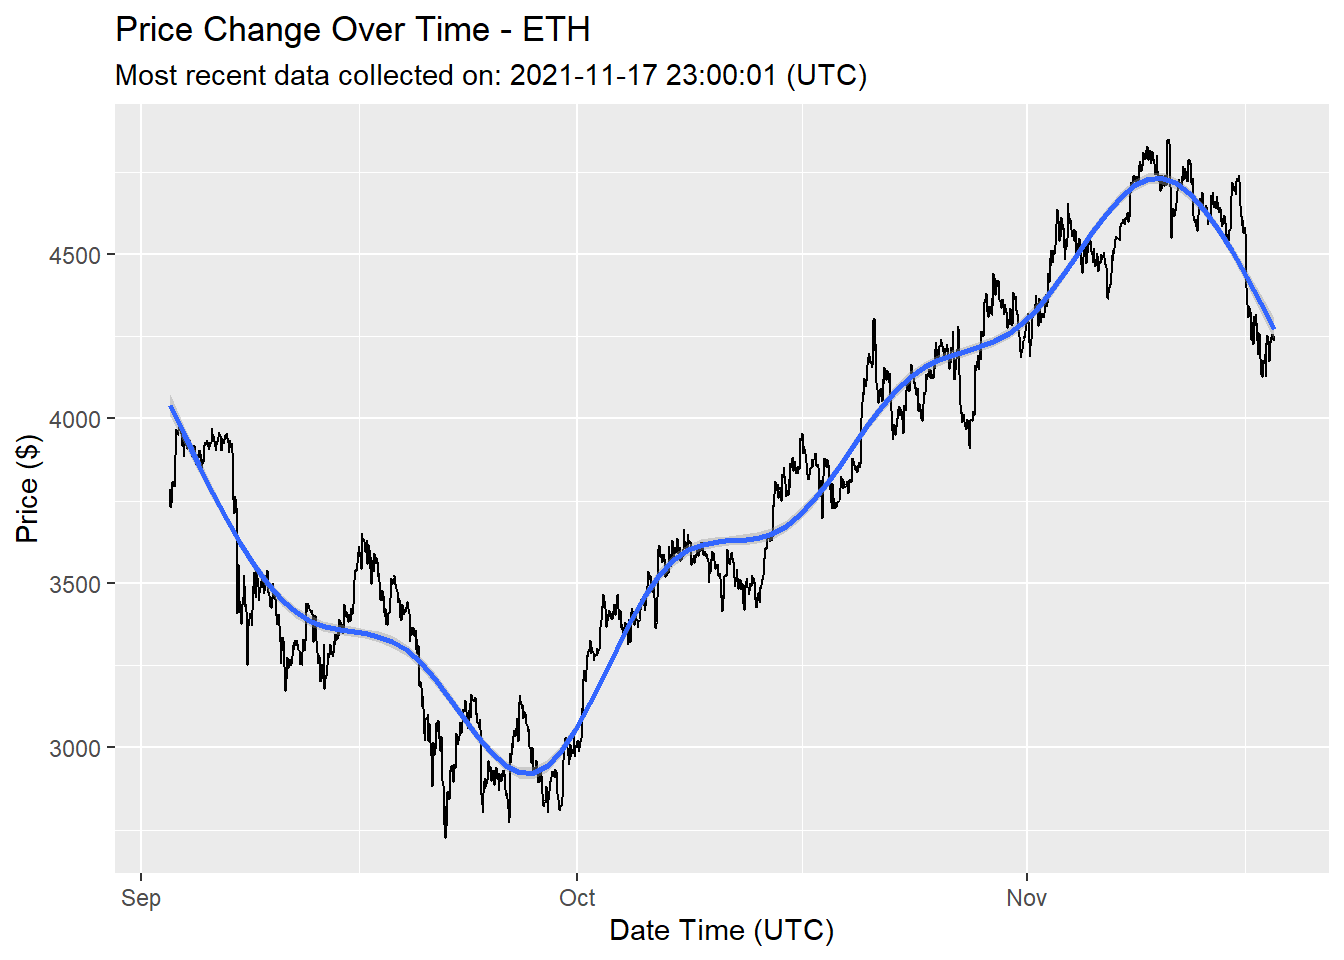 Price Change Over Time - ETH
Most recent data collected on: 2021-11-17 23:00:01 (UTC)
4500
4000
3500
3000
Price ($)
Sep Oct Nov
Date Time (UTC)